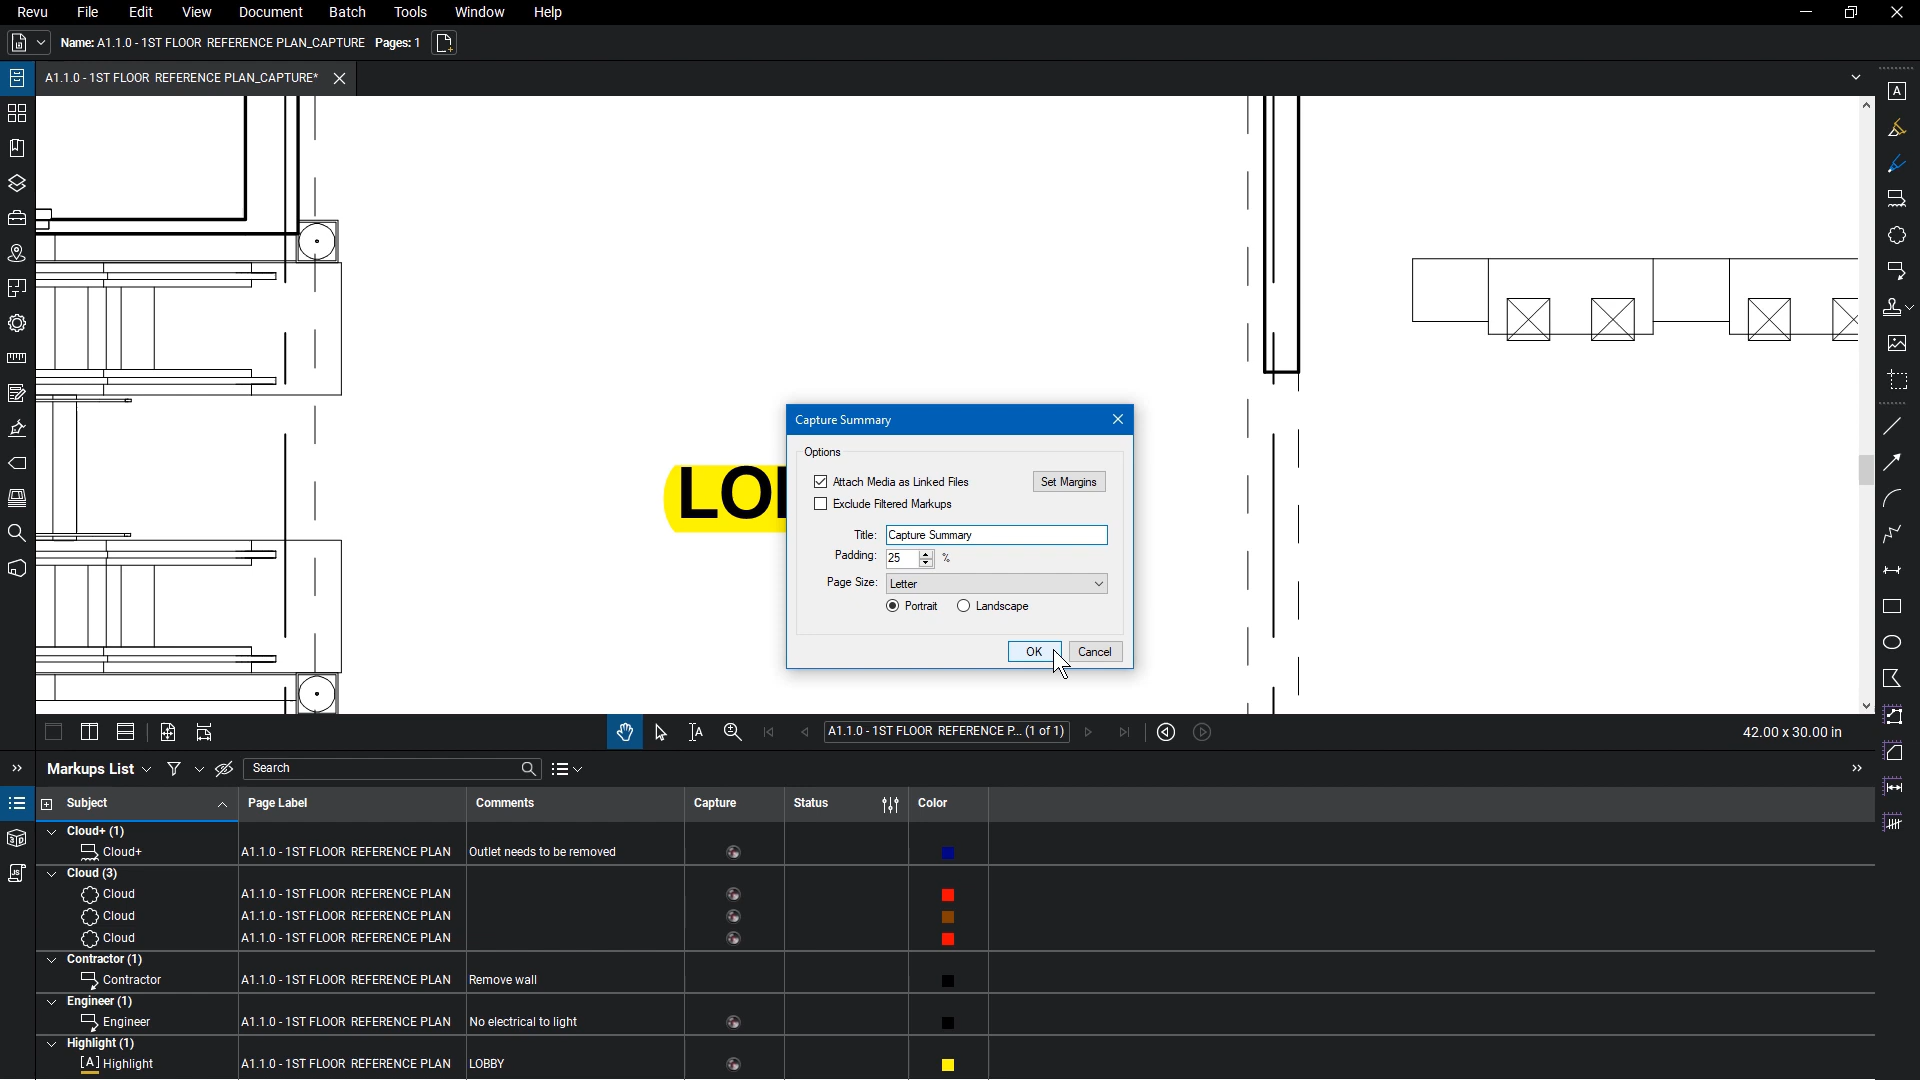 Revu File Edit View Document Batch Tools Window Help
Name: A1.1.0 - 1ST FLOOR REFERENCE PLAN_CAPTURE Pages: 1
A1.1.0 - 1ST FLOOR REFERENCE PLAN_CAPTURE*
Capture Summary
Options
Attach Media as Linked Files Set Margins
Exclude Filtered Markups
Title: Capture Summary
Padding: 25 %
Page Size: Letter
Portrait Landscape
OK Cancel
A1.1.0 - 1ST FLOOR REFERENCE P... (1 of 1) 42.00 x 30.00 in
Markups List Search
Subject Page Label Comments Capture Status Color
Cloud+ (1)
Cloud+ A1.1.0 - 1ST FLOOR REFERENCE PLAN Outlet needs to be removed
Cloud (3)
Cloud A1.1.0 - 1ST FLOOR REFERENCE PLAN
Cloud A1.1.0 - 1ST FLOOR REFERENCE PLAN
Cloud A1.1.0 - 1ST FLOOR REFERENCE PLAN
Contractor (1)
Contractor A1.1.0 - 1ST FLOOR REFERENCE PLAN Remove wall
Engineer (1)
Engineer A1.1.0 - 1ST FLOOR REFERENCE PLAN No electrical to light
Highlight (1)
Highlight A1.1.0 - 1ST FLOOR REFERENCE PLAN LOBBY